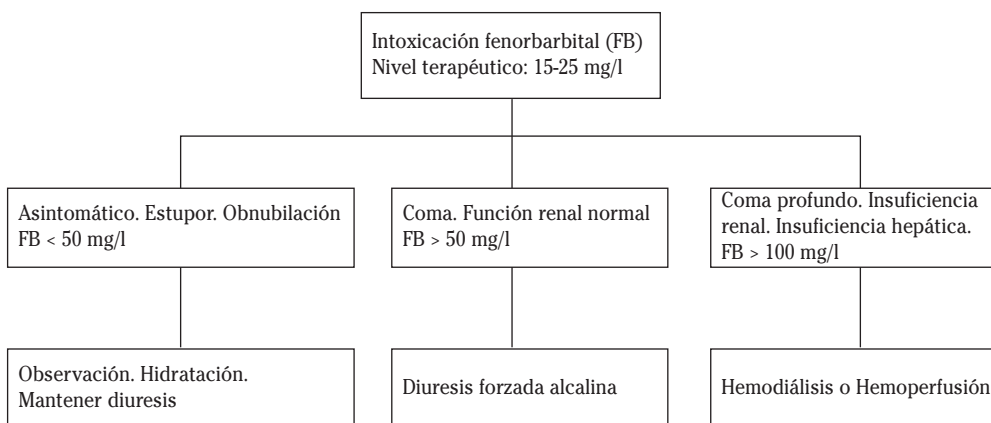 Intoxicación fenorbarbital (FB)
Nivel terapéutico: 15-25 mg/l
Asintomático. Estupor. Obnubilación
FB < 50 mg/l
Coma. Función renal normal
FB > 50 mg/l
Coma profundo. Insuficiencia
renal. Insuficiencia hepática.
FB > 100 mg/l
Observación. Hidratación.
Mantener diuresis
Diuresis forzada alcalina
Hemodiálisis o Hemoperfusión